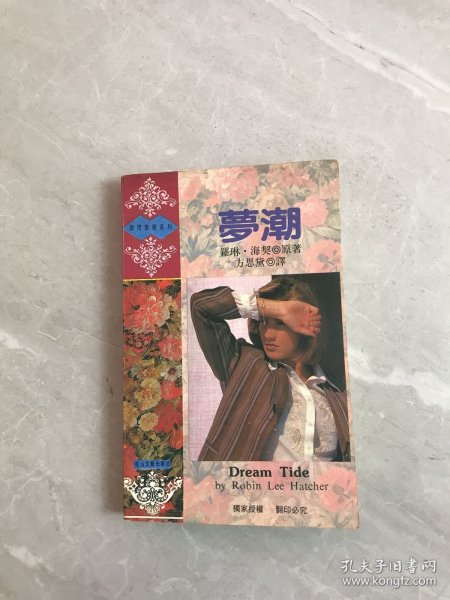 夢潮
羅琳・海契◎原著
方思黛◎譯
Dream Tide
by Robin Lee Hatcher
獨家授權 翻印必究
孔夫子旧书网
www.kongfz.com